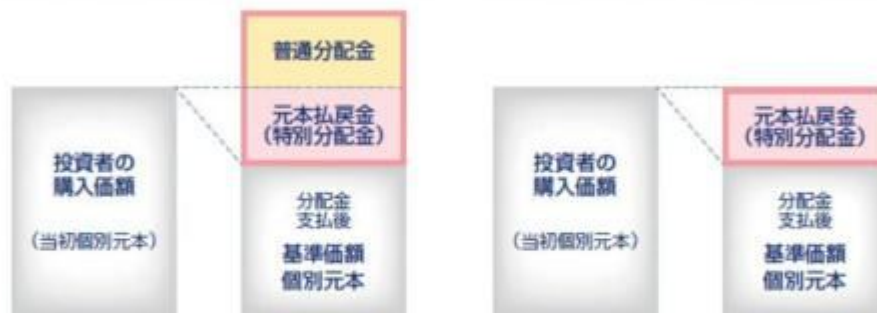 普通分配金
元本払戻金
(特別分配金)
投資者の
購入価額
(当初個別元本)
分配金
支払後
基準価額
個別元本
元本払戻金
(特別分配金)
投資者の
購入価額
(当初個別元本)
分配金
支払後
基準価額
個別元本